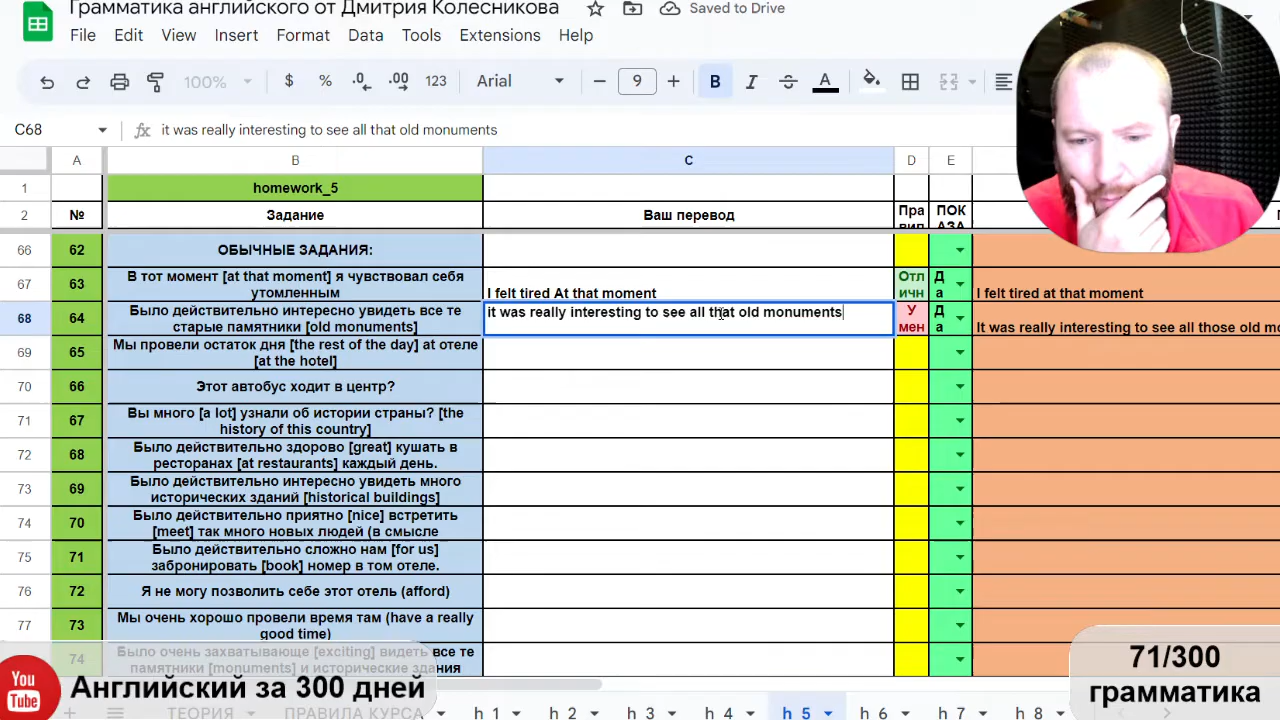 Грамматика английского от Дмитрия Колесникова
Saved to Drive
File Edit View Insert Format Data Tools Extensions Help
100% $ % .0 .00 123 Arial 9 B I A
C68 fx it was really interesting to see all that old monuments
A B C D E
1 homework_5
2 № Задание Ваш перевод Пра вил ПОК АЗА
66 62 ОБЫЧНЫЕ ЗАДАНИЯ:
67 63 В тот момент [at that moment] я чувствовал себя
утомленным
I felt tired At that moment
Отл ичн Д а
I felt tired at that moment
68 64 Было действительно интересно увидеть все те
старые памятники [old monuments]
it was really interesting to see all that old monuments
У мен Д а
It was really interesting to see all those old mo
69 65 Мы провели остаток дня [the rest of the day] at отеле
[at the hotel]
70 66 Этот автобус ходит в центр?
71 67 Вы много [a lot] узнали об истории страны? [the
history of this country]
72 68 Было действительно здорово [great] кушать в
ресторанах [at restaurants] каждый день.
73 69 Было действительно интересно увидеть много
исторических зданий [historical buildings]
74 70 Было действительно приятно [nice] встретить
[meet] так много новых людей (в смысле
75 71 Было действительно сложно нам [for us]
забронировать [book] номер в том отеле.
76 72 Я не могу позволить себе этот отель (afford)
77 73 Мы очень хорошо провели время там (have a really
good time)
74 Было очень захватывающе [exciting] видеть все те
памятники [monuments] и исторические здания
You Tube
Английский за 300 дней
71/300
грамматика
ТЕОРИЯ ПРАВИЛА КУРСА h_1 h_2 h_3 h_4 h_5 h_6 h_7 h_8